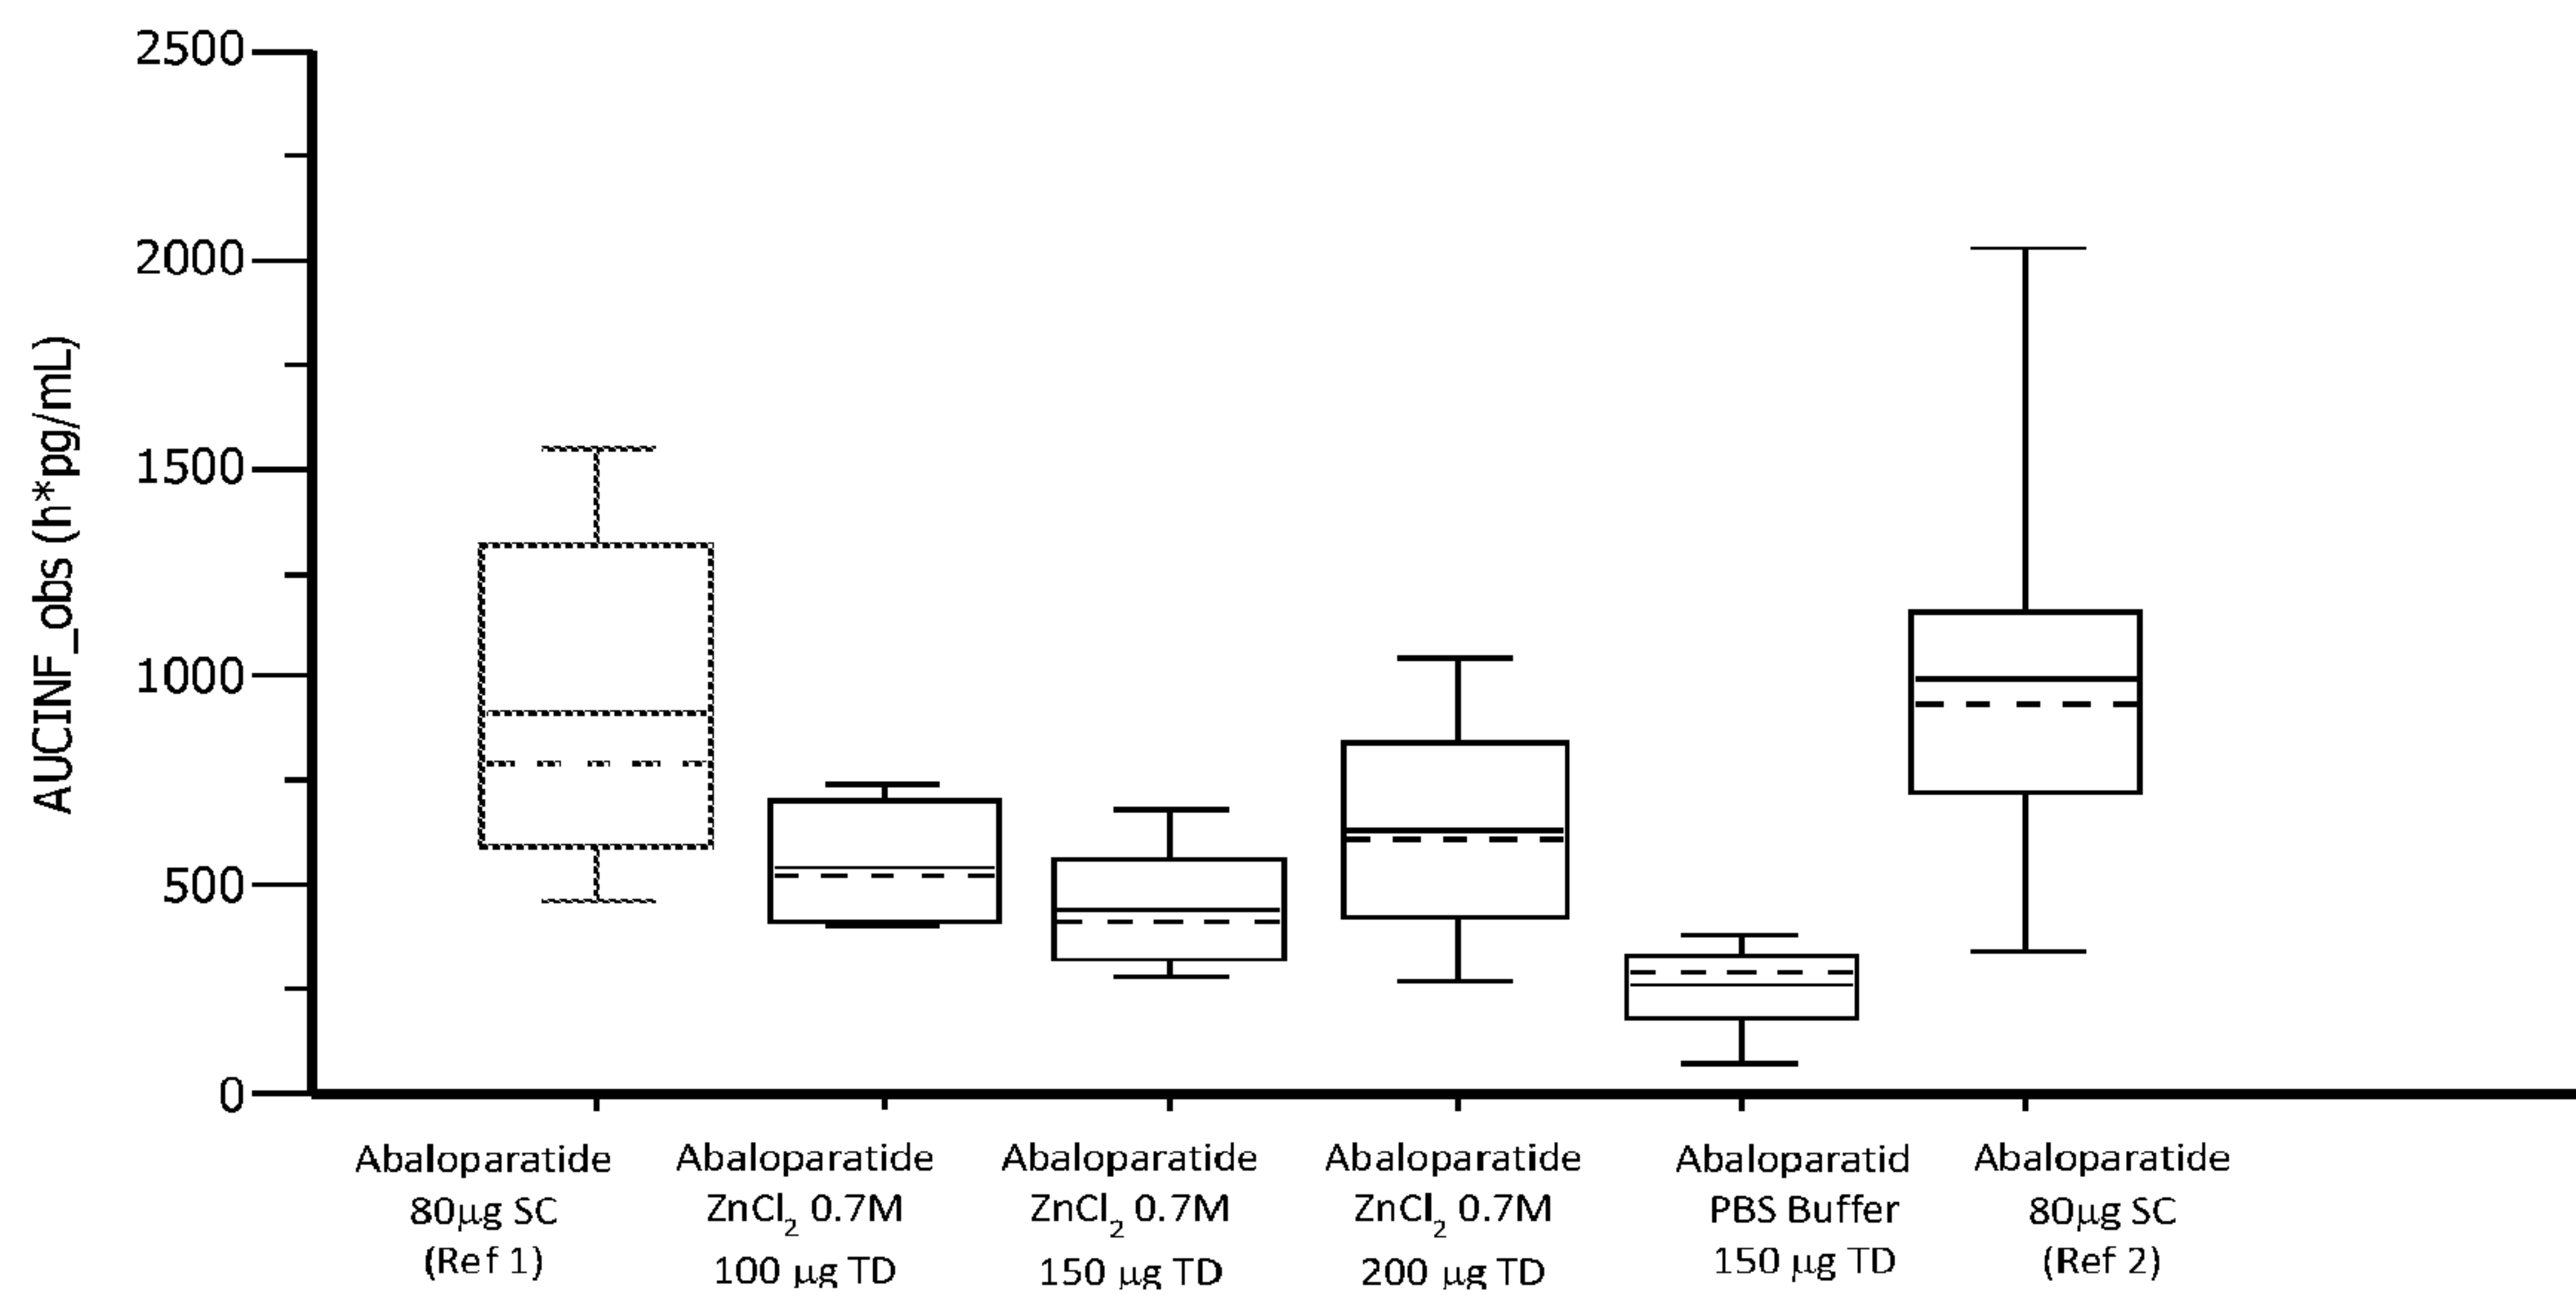 2500
2000
1500
1000
500
0
AUCINF_obs (h*pg/mL)
Abaloparatide
80μg SC
(Ref 1)
Abaloparatide
ZnCl₂ 0.7M
100 μg TD
Abaloparatide
ZnCl₂ 0.7M
150 μg TD
Abaloparatide
ZnCl₂ 0.7M
200 μg TD
Abaloparatid
PBS Buffer
150 μg TD
Abaloparatide
80μg SC
(Ref 2)